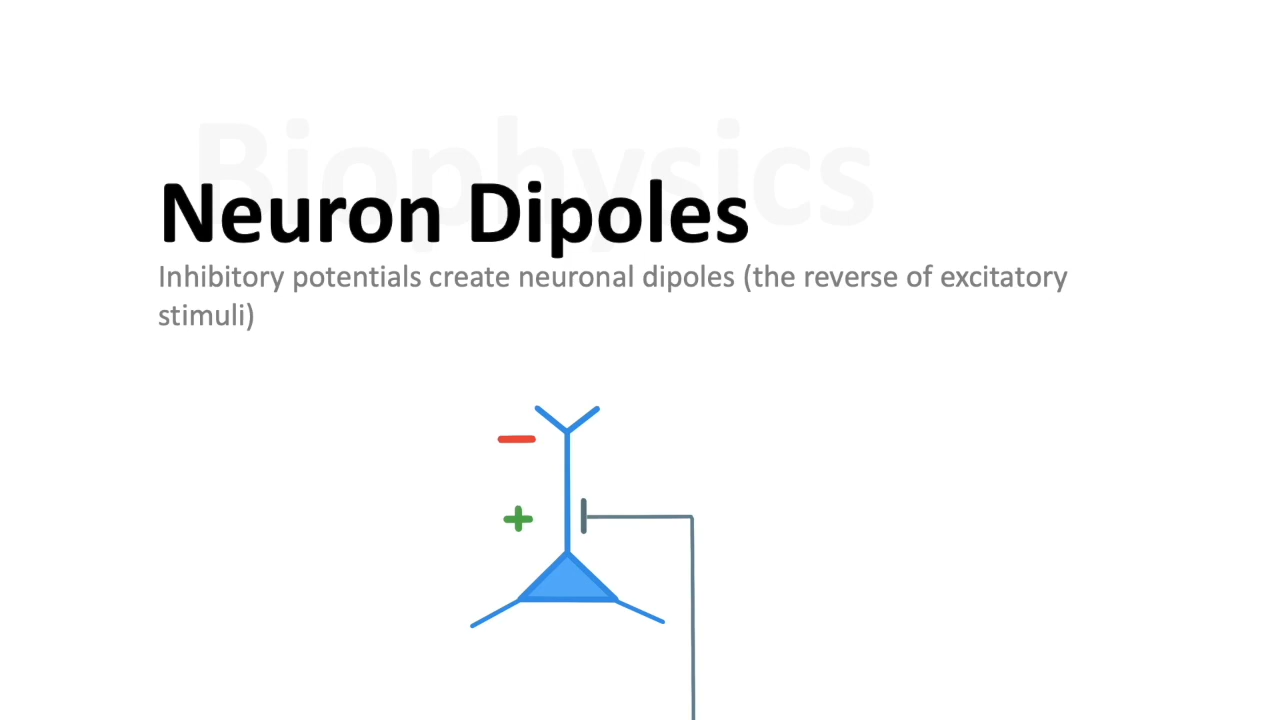 Biophysics
Neuron Dipoles
Inhibitory potentials create neuronal dipoles (the reverse of excitatory
stimuli)